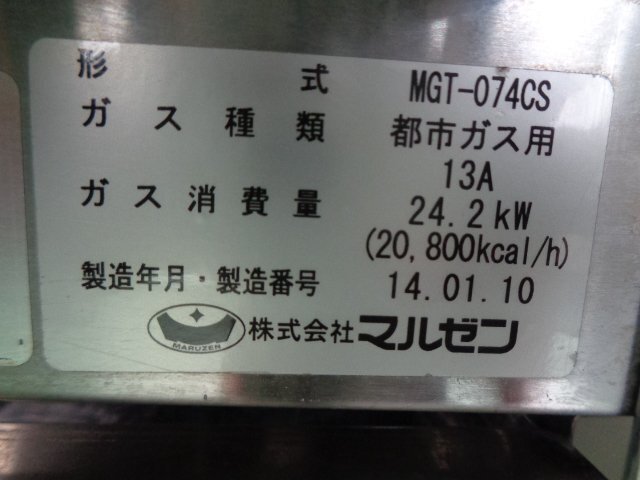 形式 MGT-074CS
ガス種類 都市ガス用
13A
ガス消費量 24.2kW
(20,800kcal/h)
製造年月・製造番号 14.01.10
MARUZEN 株式会社マルゼン